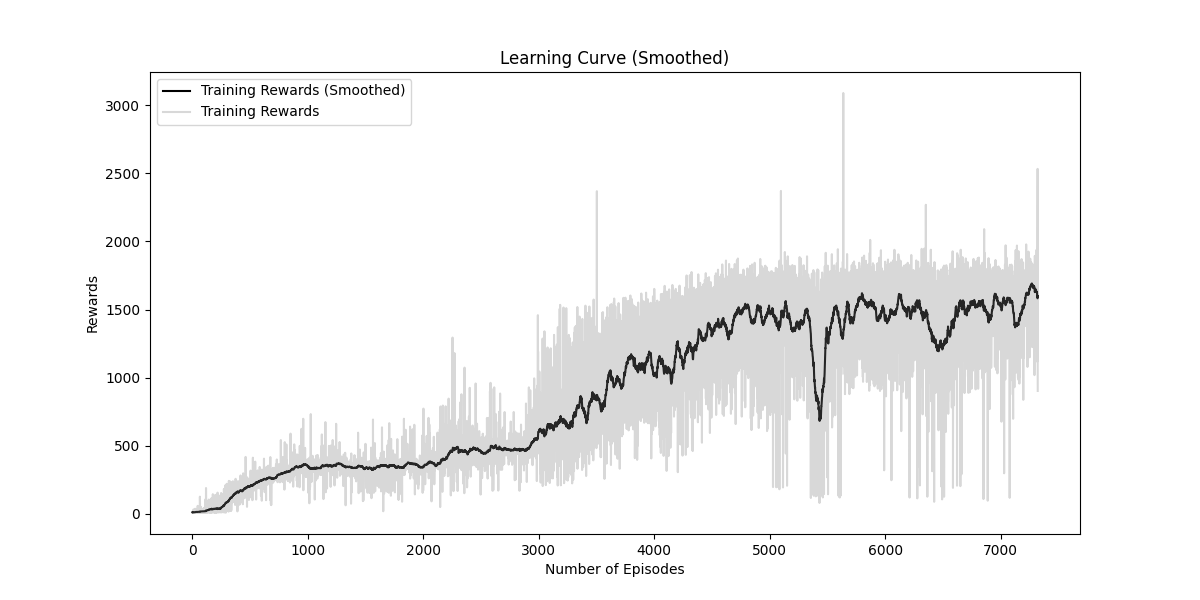 Learning Curve (Smoothed)
Training Rewards (Smoothed)
Training Rewards
3000
2500
2000
1500
1000
500
0
Rewards
0 1000 2000 3000 4000 5000 6000 7000
Number of Episodes